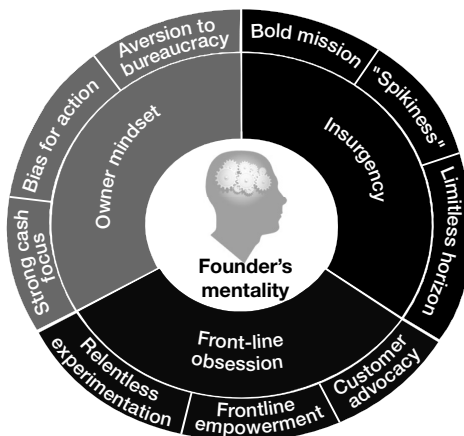 Aversion to
bureaucracy
Bold mission
"Spikiness"
Limitless horizon
Insurgency
Bias for action
Strong cash
focus
Owner mindset
Founder's
mentality
Front-line
obsession
Relentless
experimentation
Frontline
empowerment
Customer
advocacy